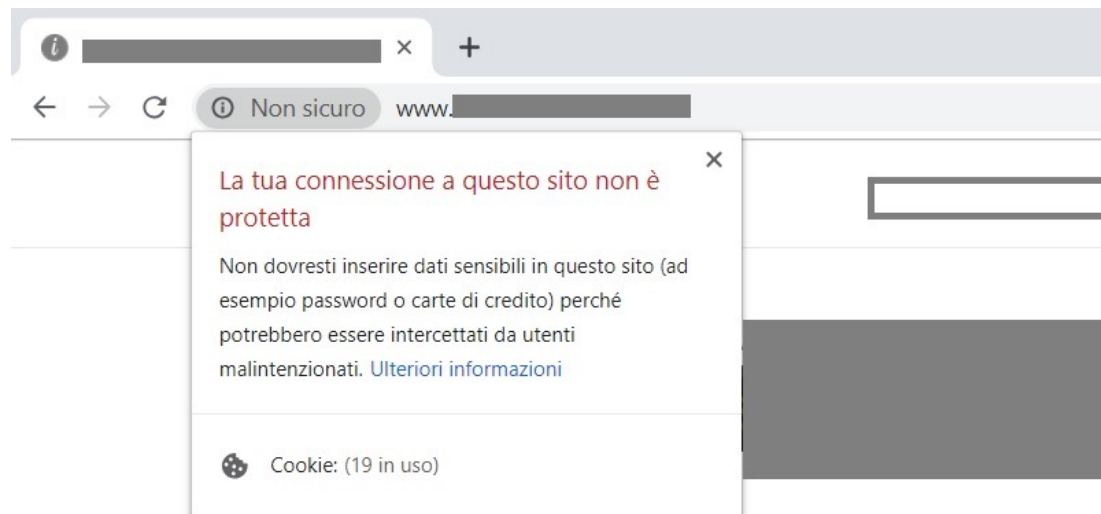 Non sicuro www.
La tua connessione a questo sito non è
protetta
Non dovresti inserire dati sensibili in questo sito (ad
esempio password o carte di credito) perché
potrebbero essere intercettati da utenti
malintenzionati. Ulteriori informazioni
Cookie: (19 in uso)